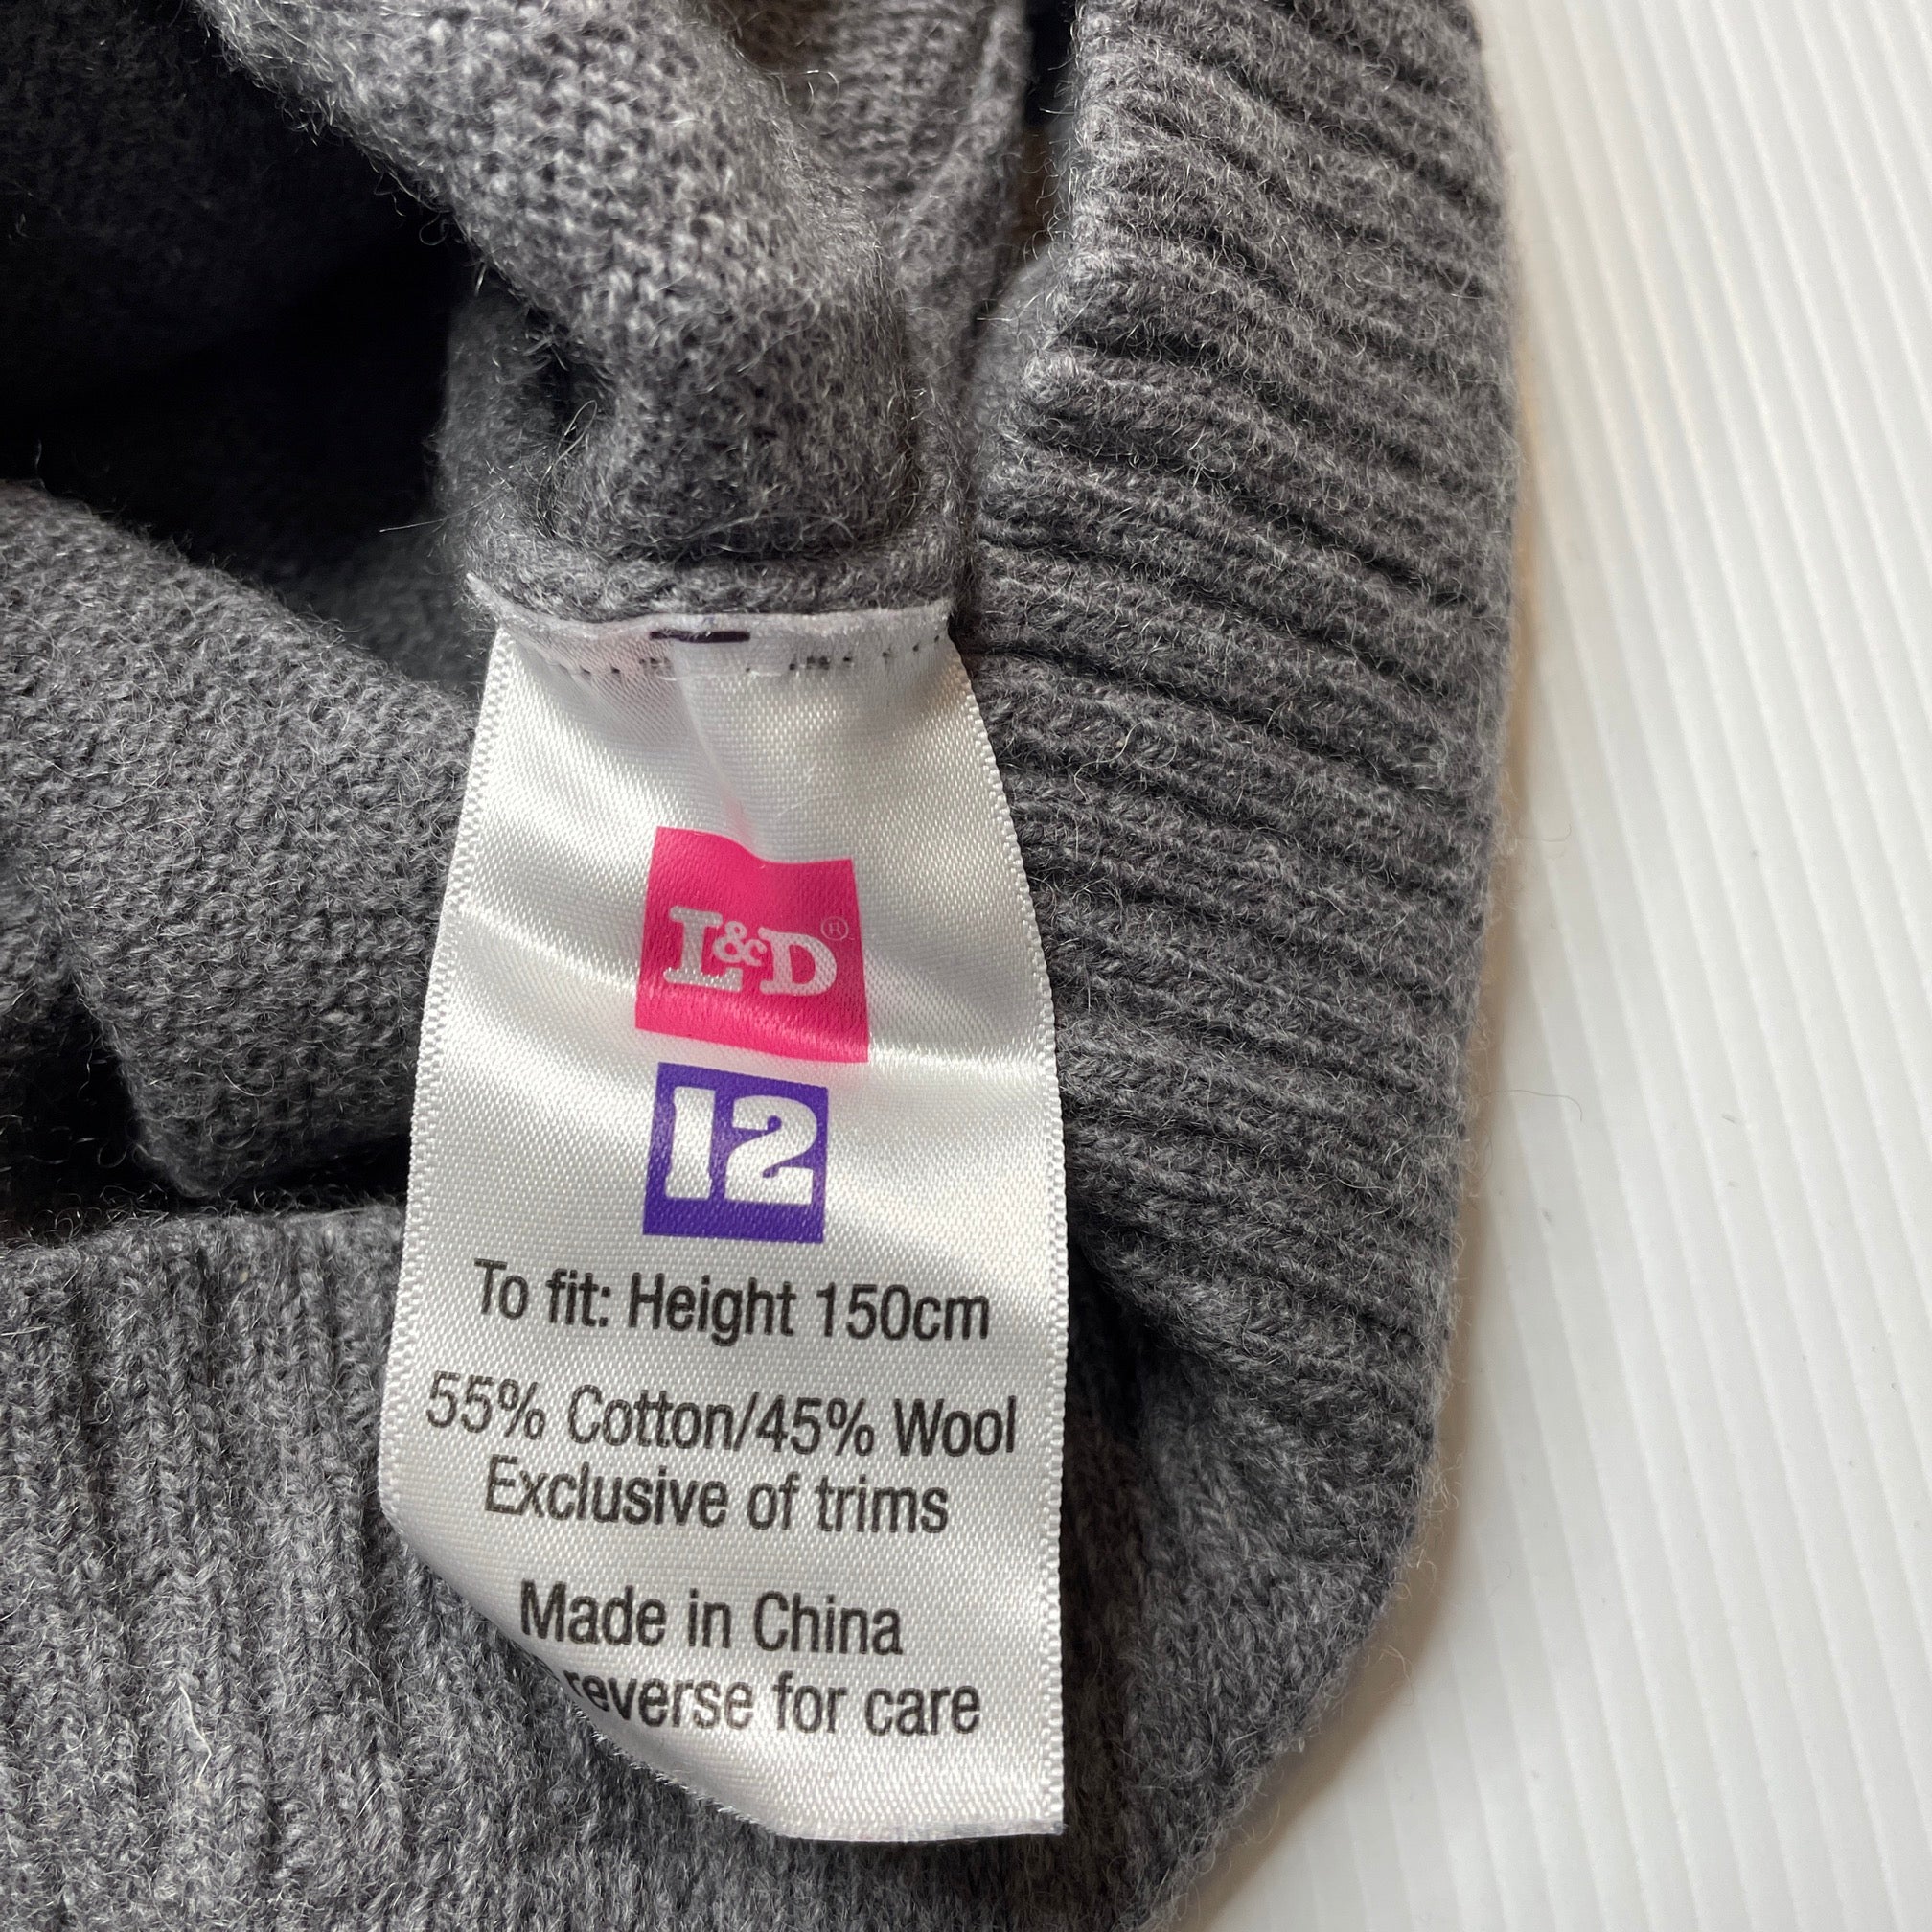 L&D®
12
To fit: Height 150cm
55% Cotton/45% Wool
Exclusive of trims
Made in China
reverse for care